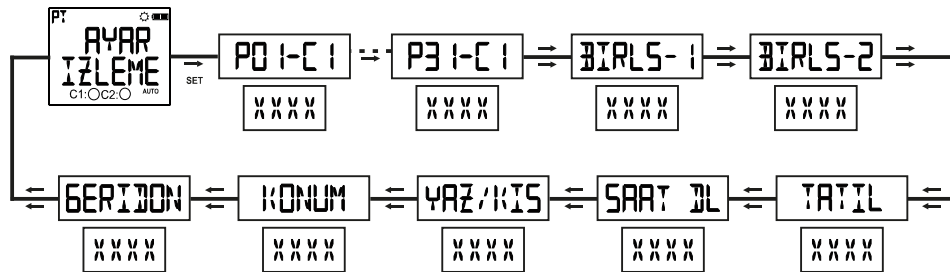 PT
AYAR
IZLEME
C1:○C2:○ AUTO
SET
P01-C1
P31-C1
BIRLS-1
BIRLS-2
XXXX
XXXX
XXXX
XXXX
GERIDON
KONUM
YAZ/KIS
SAAT DL
TATIL
XXXX
XXXX
XXXX
XXXX
XXXX